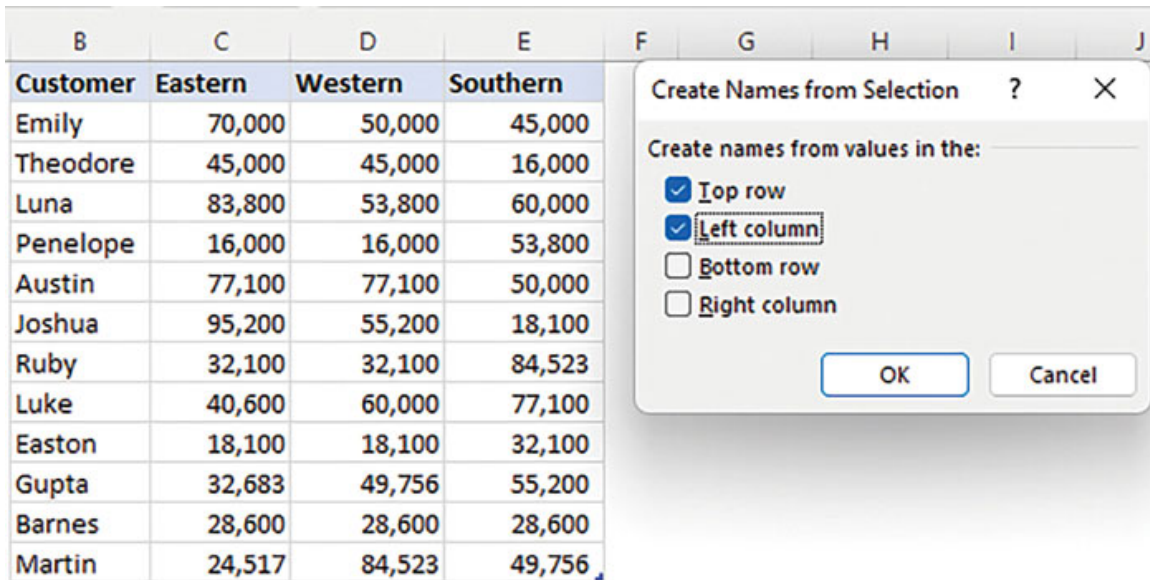 B C D E F G H I J
Customer Eastern Western Southern
Emily 70,000 50,000 45,000
Theodore 45,000 45,000 16,000
Luna 83,800 53,800 60,000
Penelope 16,000 16,000 53,800
Austin 77,100 77,100 50,000
Joshua 95,200 55,200 18,100
Ruby 32,100 32,100 84,523
Luke 40,600 60,000 77,100
Easton 18,100 18,100 32,100
Gupta 32,683 49,756 55,200
Barnes 28,600 28,600 28,600
Martin 24,517 84,523 49,756
Create Names from Selection ?
Create names from values in the:
Top row
Left column
Bottom row
Right column
OK Cancel